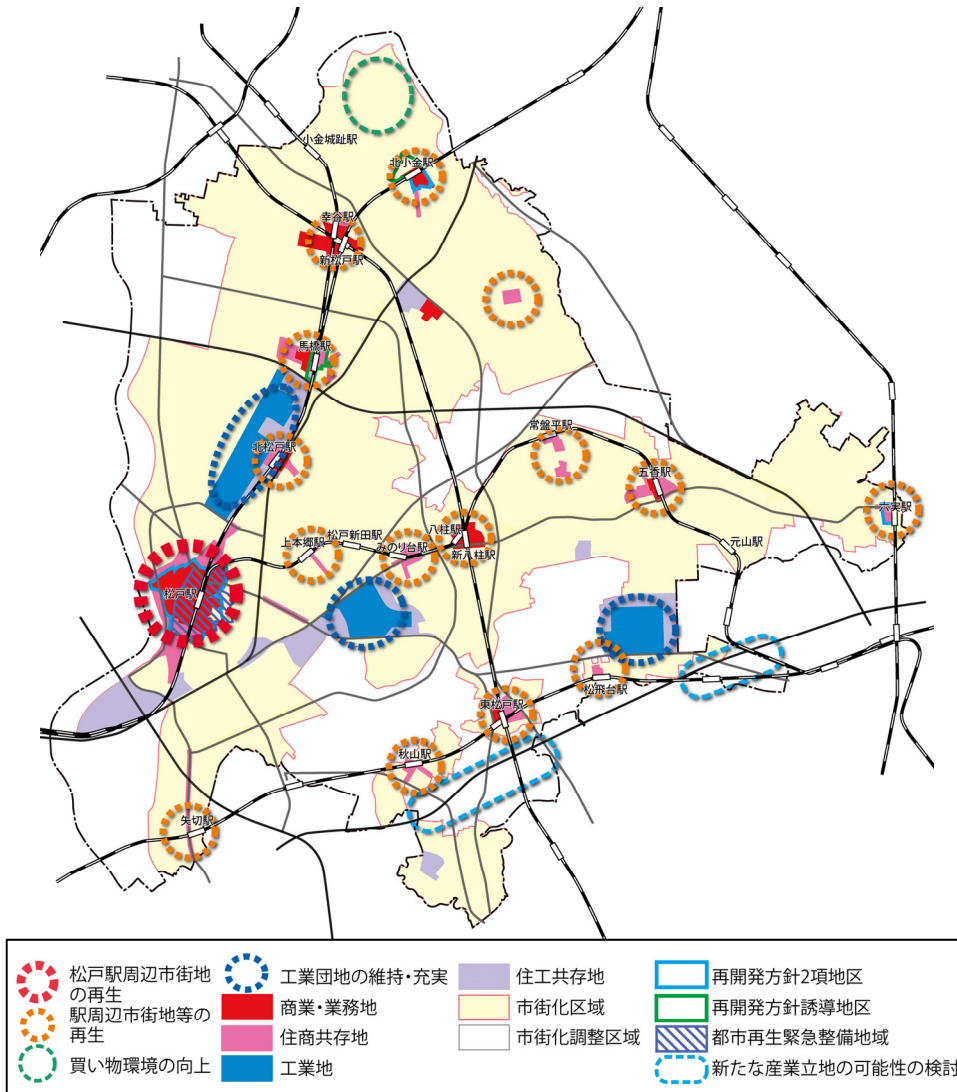 小金城趾駅
北小金駅
幸谷駅
新松戸駅
馬橋駅
常盤平駅
北松戸駅
五香駅
六実駅
八柱駅
松戸新田駅
上本郷駅
みのり台駅
新八柱駅
元山駅
松戸駅
松飛台駅
東松戸駅
秋山駅
矢切駅
松戸駅周辺市街地
の再生
駅周辺市街地等の
再生
買い物環境の向上
工業団地の維持・充実
商業・業務地
住商共存地
工業地
住工共存地
市街化区域
市街化調整区域
再開発方針2項地区
再開発方針誘導地区
都市再生緊急整備地域
新たな産業立地の可能性の検討